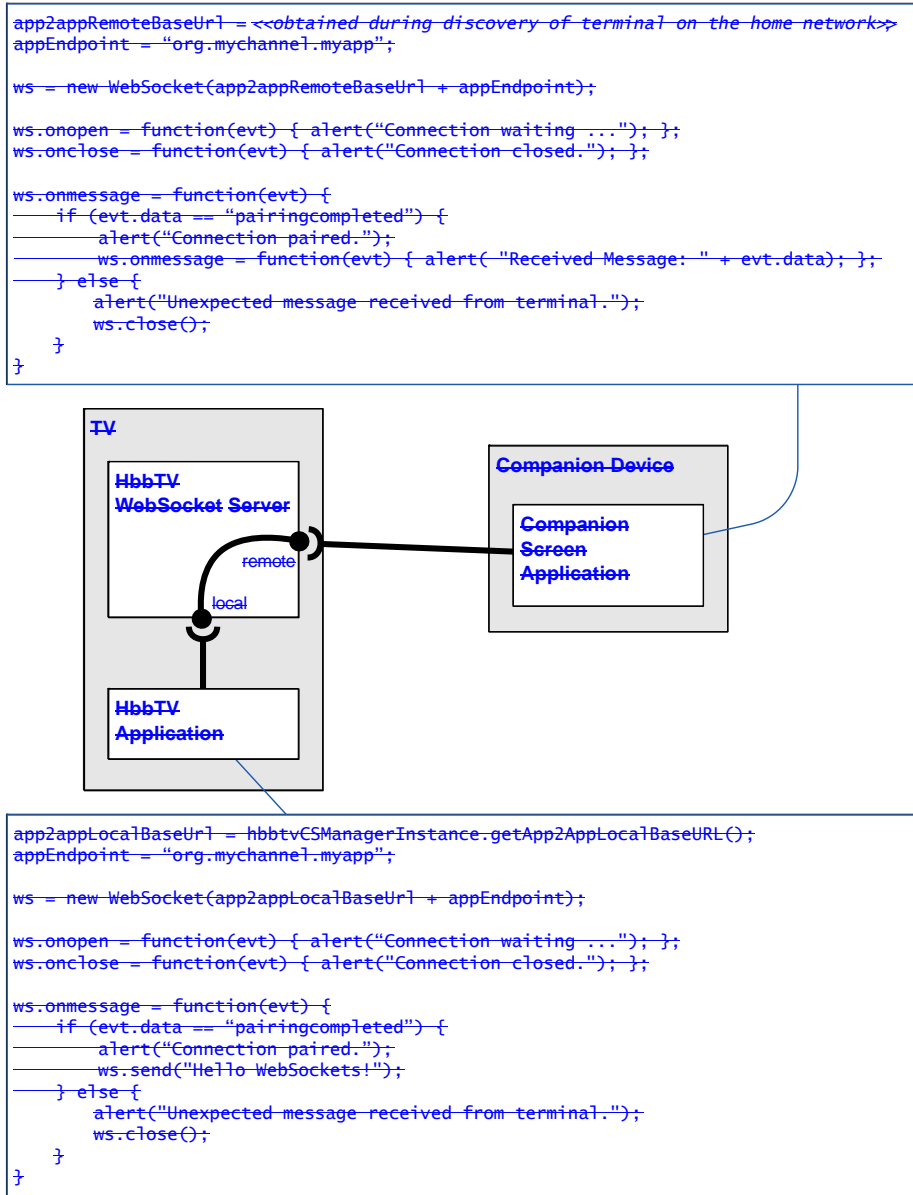 app2appRemoteBaseUrl = <<obtained during discovery of terminal on the home network>>;
appEndpoint = “org.mychannel.myapp”;
ws = new WebSocket(app2appRemoteBaseUrl + appEndpoint);
ws.onopen = function(evt) { alert(“Connection waiting ..."); };
ws.onclose = function(evt) { alert("Connection closed."); };
ws.onmessage = function(evt) {
if (evt.data == “pairingcompleted”) {
alert(“Connection paired.”);
ws.onmessage = function(evt) { alert( "Received Message: " + evt.data); };
} else {
alert("Unexpected message received from terminal.");
ws.close();
}
}
TV
HbbTV
WebSocket Server
remote
local
HbbTV
Application
Companion Device
Companion
Screen
Application
app2appLocalBaseUrl = hbbtvCSManagerInstance.getApp2AppLocalBaseURL();
appEndpoint = “org.mychannel.myapp”;
ws = new WebSocket(app2appLocalBaseUrl + appEndpoint);
ws.onopen = function(evt) { alert(“Connection waiting ..."); };
ws.onclose = function(evt) { alert("Connection closed."); };
ws.onmessage = function(evt) {
if (evt.data == “pairingcompleted”) {
alert(“Connection paired.”);
ws.send("Hello WebSockets!");
} else {
alert("Unexpected message received from terminal.");
ws.close();
}
}